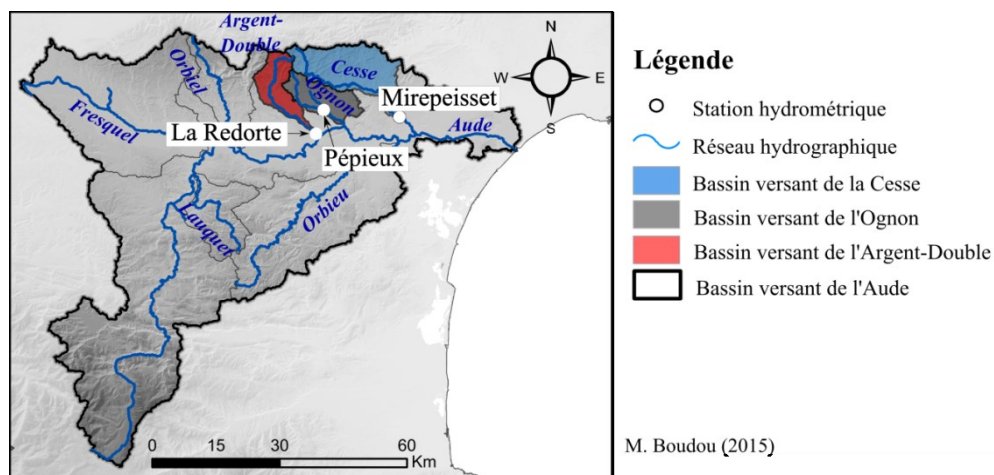 Argent-
Double
Orbiel
Cesse
Ognon
Fresquel
Mirepeisset
La Redorte
Aude
Pépieux
Orbieu
Lauquet
N
W
E
S
0 15 30 60
Km
Légende
Station hydrométrique
Réseau hydrographique
Bassin versant de la Cesse
Bassin versant de l'Ognon
Bassin versant de l'Argent-Double
Bassin versant de l'Aude
M. Boudou (2015)